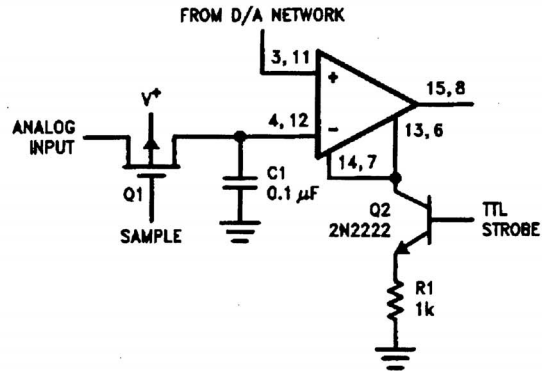 FROM D/A NETWORK
3,11
+
15,8
V+
4,12
-
13,6
ANALOG
INPUT
14,7
C1
0.1 μF
Q1
Q2
2N2222
TTL
STROBE
SAMPLE
R1
1k